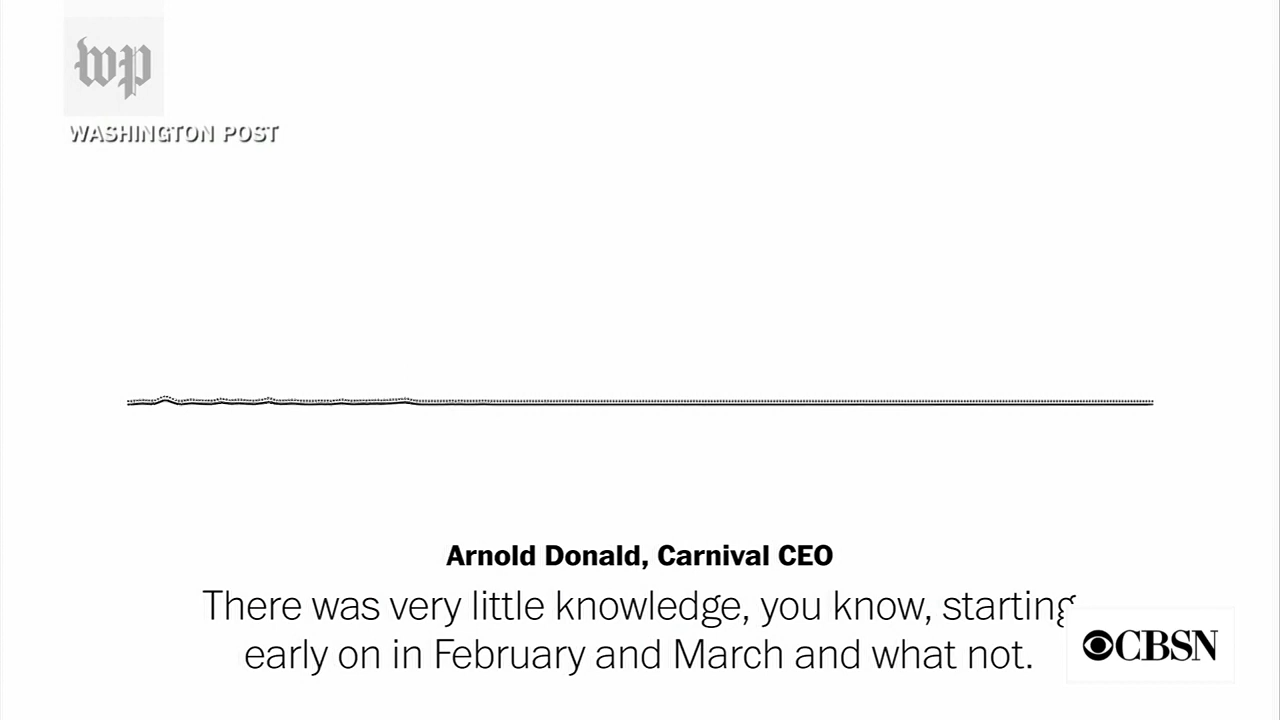 wp
WASHINGTON POST
Arnold Donald, Carnival CEO
There was very little knowledge, you know, starting
early on in February and March and what not.
CBSN